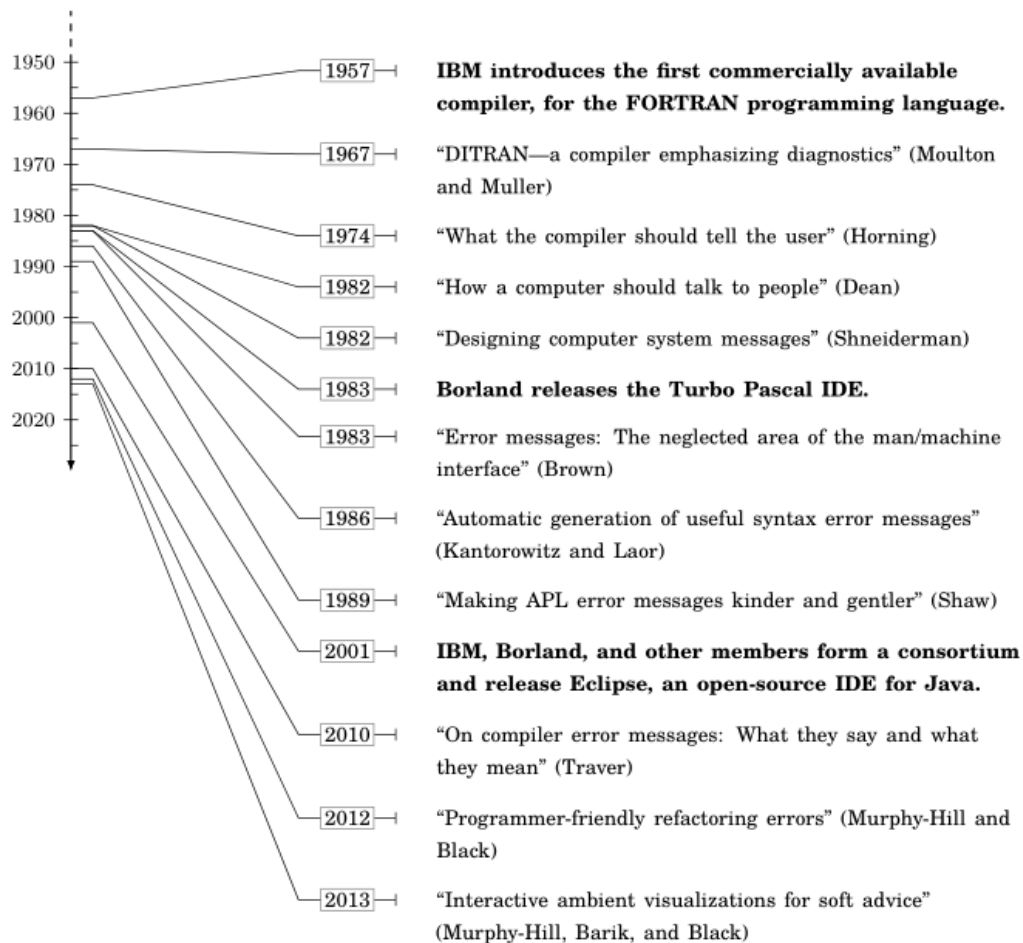 1950
1960
1970
1980
1990
2000
2010
2020
1957 IBM introduces the first commercially available
compiler, for the FORTRAN programming language.
1967 “DITRAN—a compiler emphasizing diagnostics” (Moulton
and Muller)
1974 “What the compiler should tell the user” (Horning)
1982 “How a computer should talk to people” (Dean)
1982 “Designing computer system messages” (Shneiderman)
1983 Borland releases the Turbo Pascal IDE.
1983 “Error messages: The neglected area of the man/machine
interface” (Brown)
1986 “Automatic generation of useful syntax error messages”
(Kantorowitz and Laor)
1989 “Making APL error messages kinder and gentler” (Shaw)
2001 IBM, Borland, and other members form a consortium
and release Eclipse, an open-source IDE for Java.
2010 “On compiler error messages: What they say and what
they mean” (Traver)
2012 “Programmer-friendly refactoring errors” (Murphy-Hill and
Black)
2013 “Interactive ambient visualizations for soft advice”
(Murphy-Hill, Barik, and Black)